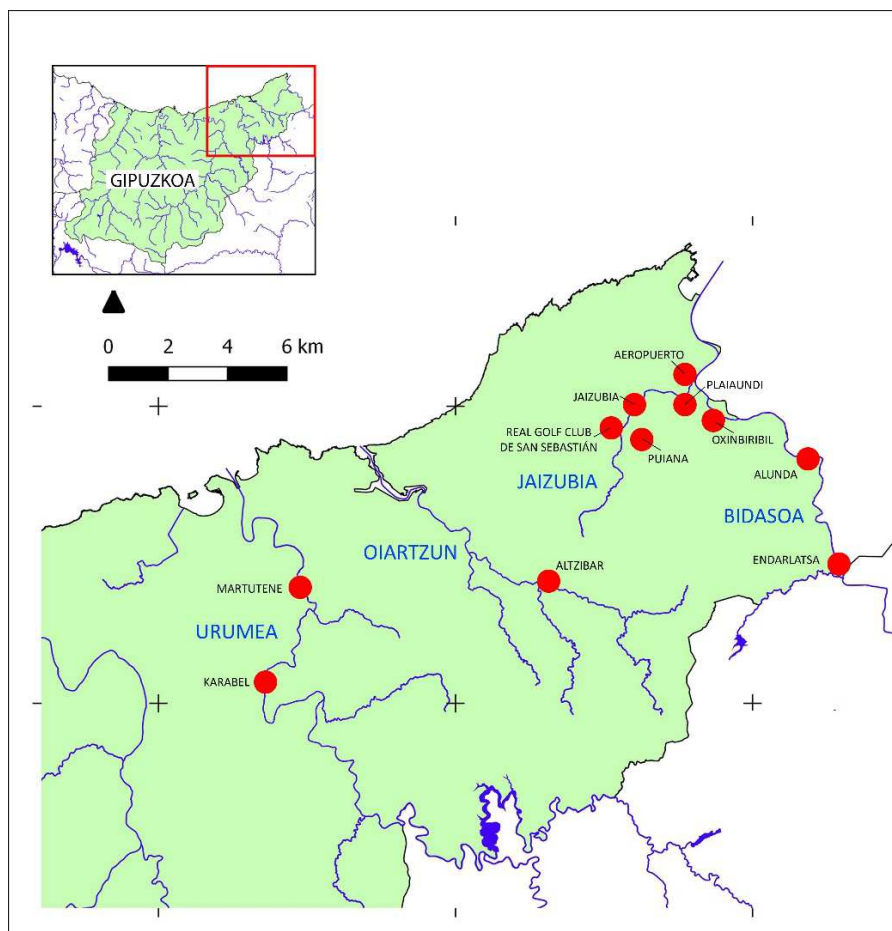 GIPUZKOA
0 2 4 6 km
AEROPUERTO
JAIZUBIA
PLAIAUNDI
REAL GOLF CLUB
DE SAN SEBASTIÁN
OXINBIRIBIL
PUIANA
ALUNDA
JAIZUBIA
BIDASOA
OIARTZUN
ENDARLATSA
ALTZIBAR
MARTUTENE
URUMEA
KARABEL